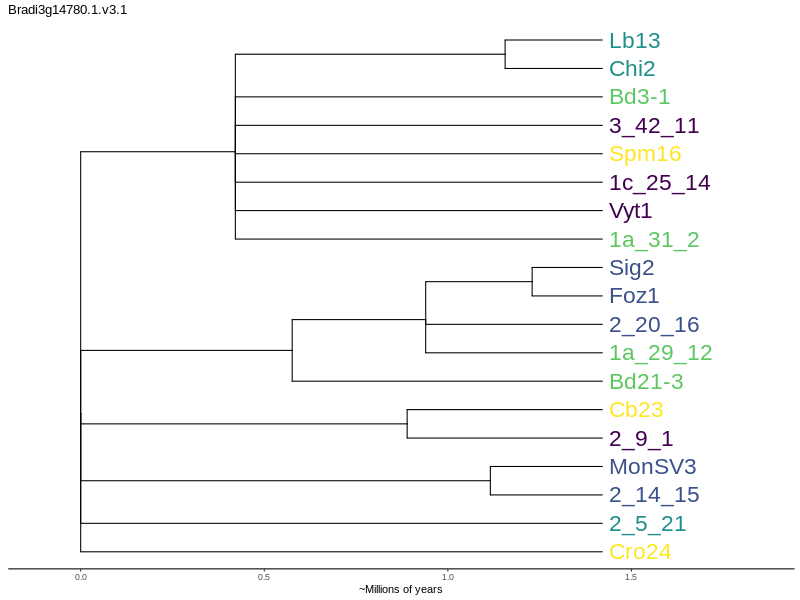 Bradi3g14780.1.v3.1
Lb13
Chi2
Bd3-1
3_42_11
Spm16
1c_25_14
Vyt1
1a_31_2
Sig2
Foz1
2_20_16
1a_29_12
Bd21-3
Cb23
2_9_1
MonSV3
2_14_15
2_5_21
Cro24
0.0 0.5 1.0 1.5
~Millions of years